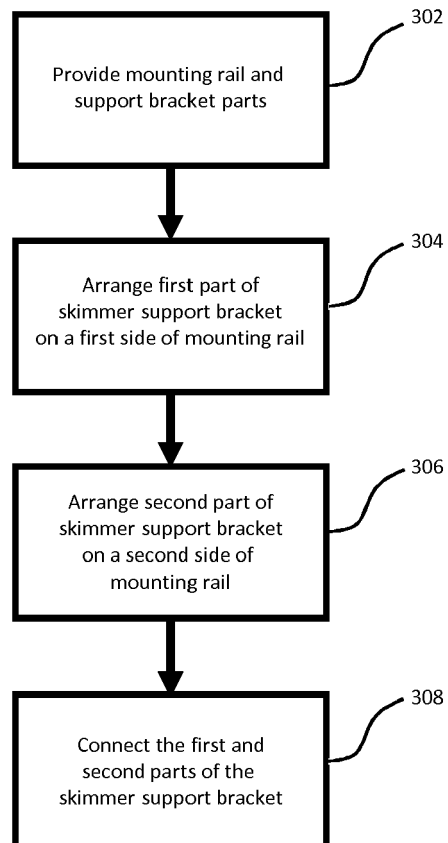 302
Provide mounting rail and
support bracket parts
304
Arrange first part of
skimmer support bracket
on a first side of mounting rail
306
Arrange second part of
skimmer support bracket
on a second side of
mounting rail
308
Connect the first and
second parts of the
skimmer support bracket